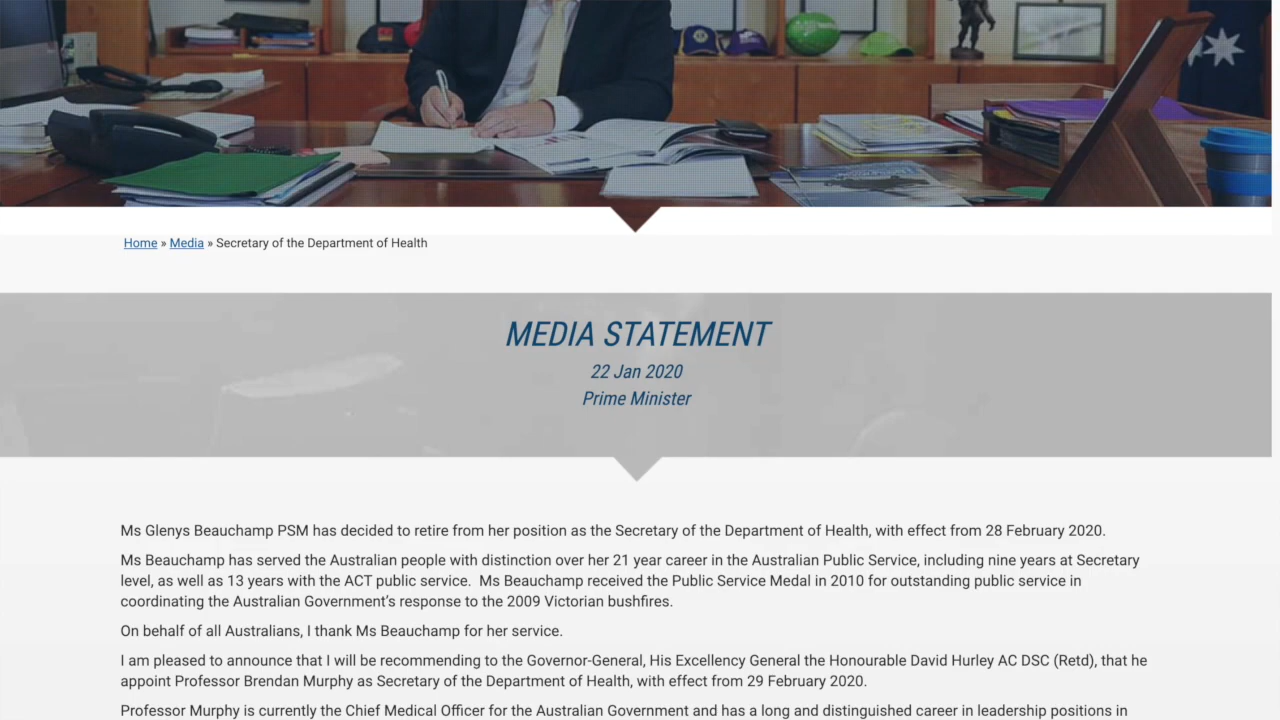 Home » Media » Secretary of the Department of Health
MEDIA STATEMENT
22 Jan 2020
Prime Minister
Ms Glenys Beauchamp PSM has decided to retire from her position as the Secretary of the Department of Health, with effect from 28 February 2020.
Ms Beauchamp has served the Australian people with distinction over her 21 year career in the Australian Public Service, including nine years at Secretary
level, as well as 13 years with the ACT public service.  Ms Beauchamp received the Public Service Medal in 2010 for outstanding public service in
coordinating the Australian Government’s response to the 2009 Victorian bushfires.
On behalf of all Australians, I thank Ms Beauchamp for her service.
I am pleased to announce that I will be recommending to the Governor-General, His Excellency General the Honourable David Hurley AC DSC (Retd), that he
appoint Professor Brendan Murphy as Secretary of the Department of Health, with effect from 29 February 2020.
Professor Murphy is currently the Chief Medical Officer for the Australian Government and has a long and distinguished career in leadership positions in